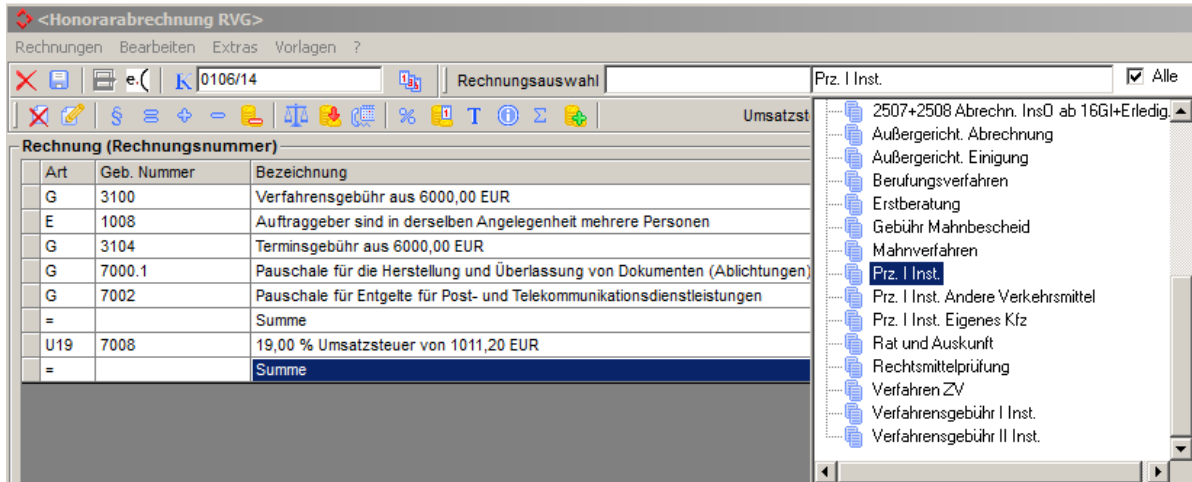 <Honorarabrechnung RVG>
Rechnungen Bearbeiten Extras Vorlagen ?
e.( K 0106/14 Rechnungsauswahl Prz. I Inst. Alle
§ % T Σ Umsatzst
Rechnung (Rechnungsnummer)
Art Geb. Nummer Bezeichnung
G 3100 Verfahrensgebühr aus 6000,00 EUR
E 1008 Auftraggeber sind in derselben Angelegenheit mehrere Personen
G 3104 Terminsgebühr aus 6000,00 EUR
G 7000.1 Pauschale für die Herstellung und Überlassung von Dokumenten (Ablichtungen)
G 7002 Pauschale für Entgelte für Post- und Telekommunikationsdienstleistungen
= Summe
U19 7008 19,00 % Umsatzsteuer von 1011,20 EUR
= Summe
2507+2508 Abrechn. InsO ab 16Gl+Erledig.
Außergericht. Abrechnung
Außergericht. Einigung
Berufungsverfahren
Erstberatung
Gebühr Mahnbescheid
Mahnverfahren
Prz. I Inst.
Prz. I Inst. Andere Verkehrsmittel
Prz. I Inst. Eigenes Kfz
Rat und Auskunft
Rechtsmittelprüfung
Verfahren ZV
Verfahrensgebühr I Inst.
Verfahrensgebühr II Inst.